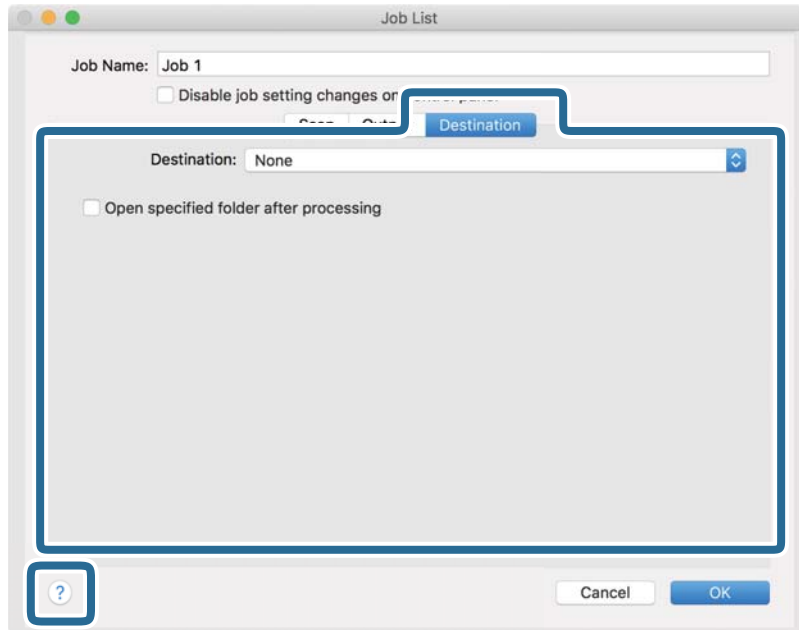 Job List
Job Name: Job 1
Disable job setting changes on
Destination
Destination: None
Open specified folder after processing
?
Cancel OK